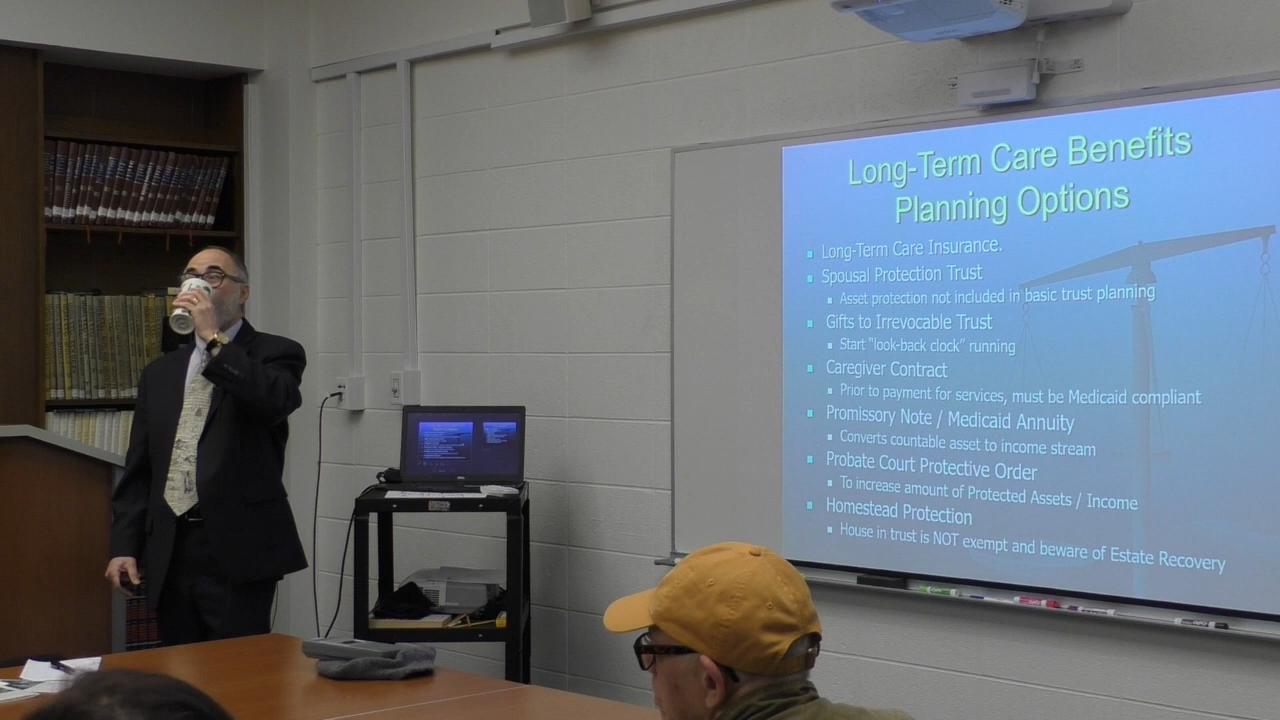 Long-Term Care Benefits
Planning Options
Long-Term Care Insurance.
Spousal Protection Trust
Asset protection not included in basic trust planning
Gifts to Irrevocable Trust
Start "look-back clock" running
Caregiver Contract
Prior to payment for services, must be Medicaid compliant
Promissory Note / Medicaid Annuity
Converts countable asset to income stream
Probate Court Protective Order
To increase amount of Protected Assets / Income
Homestead Protection
House in trust is NOT exempt and beware of Estate Recovery